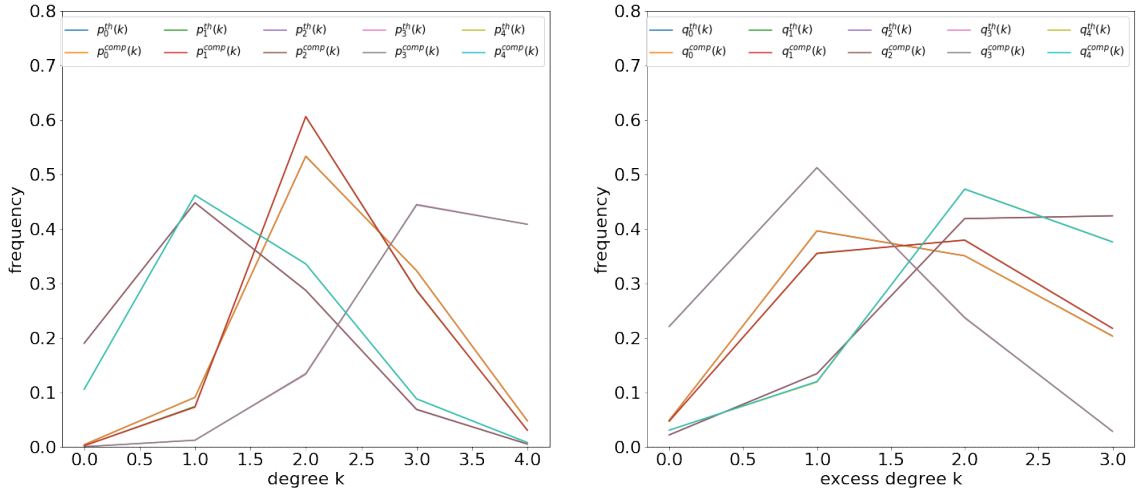 0.8
0.7
0.6
0.5
0.4
0.3
0.2
0.1
0.0
frequency
p_0^{th}(k) p_1^{th}(k) p_2^{th}(k) p_3^{th}(k) p_4^{th}(k)
p_0^{comp}(k) p_1^{comp}(k) p_2^{comp}(k) p_3^{comp}(k) p_4^{comp}(k)
0.0 0.5 1.0 1.5 2.0 2.5 3.0 3.5 4.0
degree k
0.8
0.7
0.6
0.5
0.4
0.3
0.2
0.1
0.0
frequency
q_0^{th}(k) q_1^{th}(k) q_2^{th}(k) q_3^{th}(k) q_4^{th}(k)
q_0^{comp}(k) q_1^{comp}(k) q_2^{comp}(k) q_3^{comp}(k) q_4^{comp}(k)
0.0 0.5 1.0 1.5 2.0 2.5 3.0
excess degree k